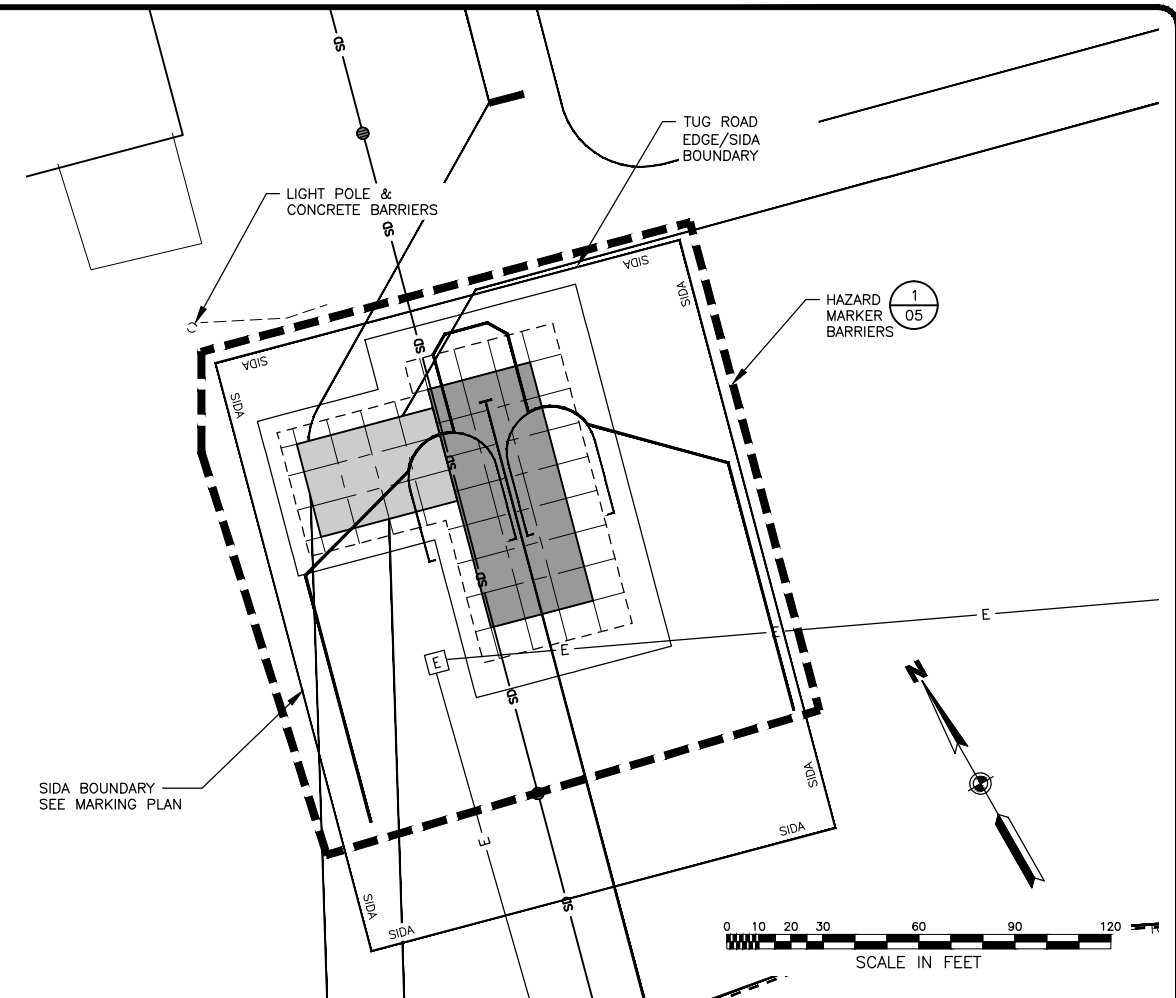 SD
TUG ROAD
EDGE/SIDA
BOUNDARY
LIGHT POLE &
CONCRETE BARRIERS
SD
SIDA
SIDA
HAZARD
MARKER
BARRIERS
1
05
SD
SIDA
SIDA
SD
SD
E
E
E
E
SD
N
SIDA BOUNDARY
SEE MARKING PLAN
SIDA
SIDA
E
SIDA
SIDA
SD
0 10 20 30 60 90 120
SCALE IN FEET